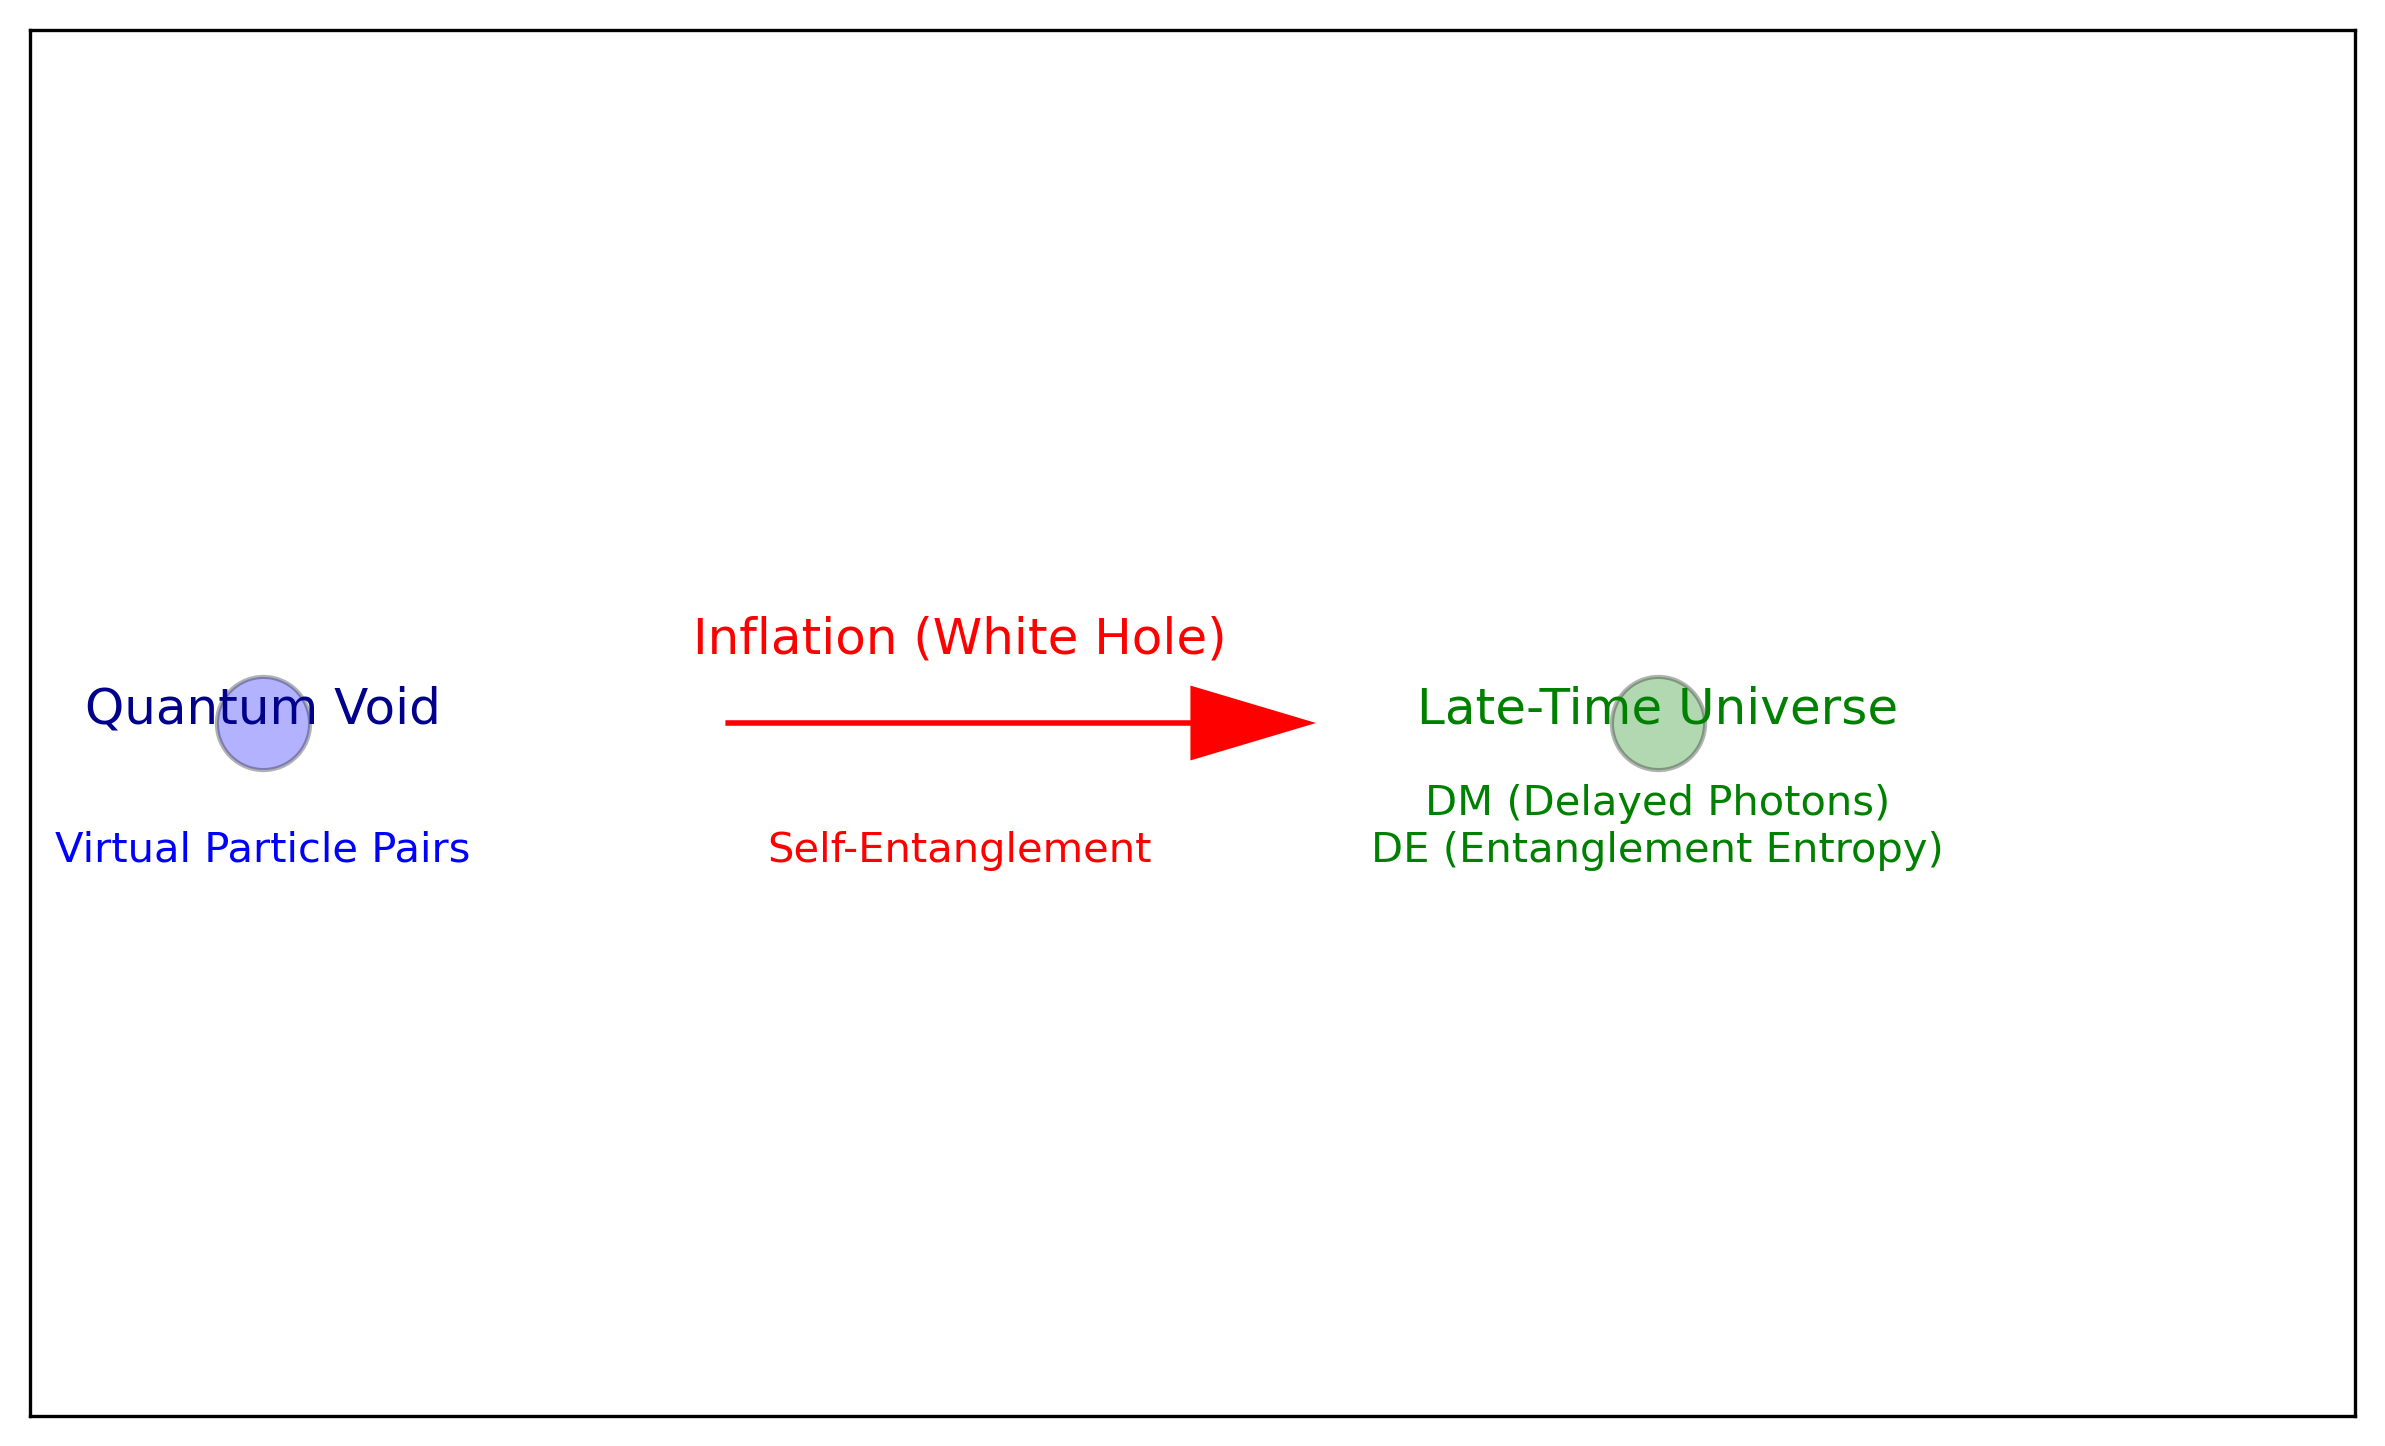 Quantum Void
Virtual Particle Pairs
Inflation (White Hole)
Self-Entanglement
Late-Time Universe
DM (Delayed Photons)
DE (Entanglement Entropy)